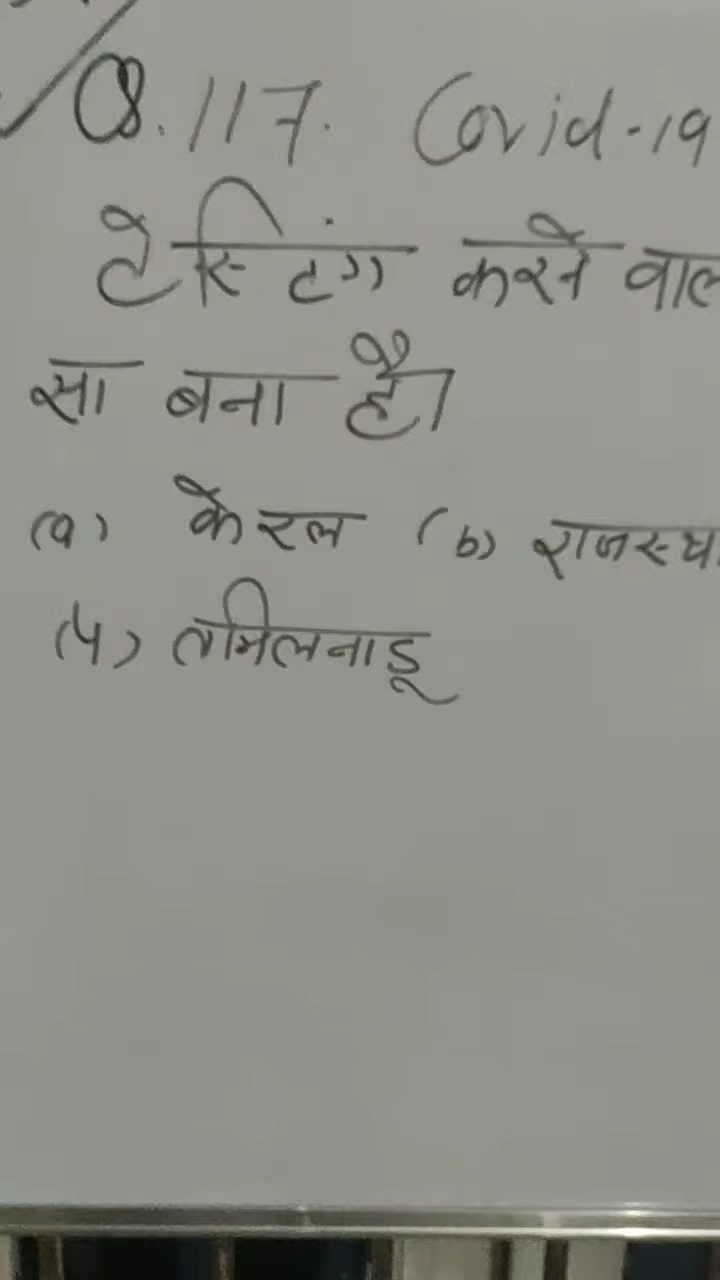 Q.117. Covid-19
टेस्टिंग करने वाल
सा बना है।
(a) केरल (b) राजस्था
(4) तमिलनाडू